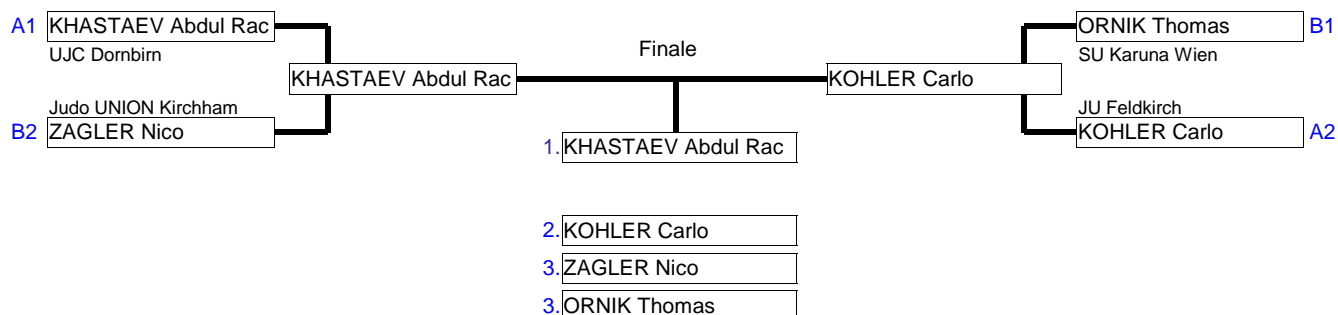 A1 KHASTAEV Abdul Rac
UJC Dornbirn
KHASTAEV Abdul Rac
Judo UNION Kirchham
B2 ZAGLER Nico
Finale
KOHLER Carlo
ORNIK Thomas B1
SU Karuna Wien
JU Feldkirch
KOHLER Carlo A2
1. KHASTAEV Abdul Rac
2. KOHLER Carlo
3. ZAGLER Nico
3. ORNIK Thomas